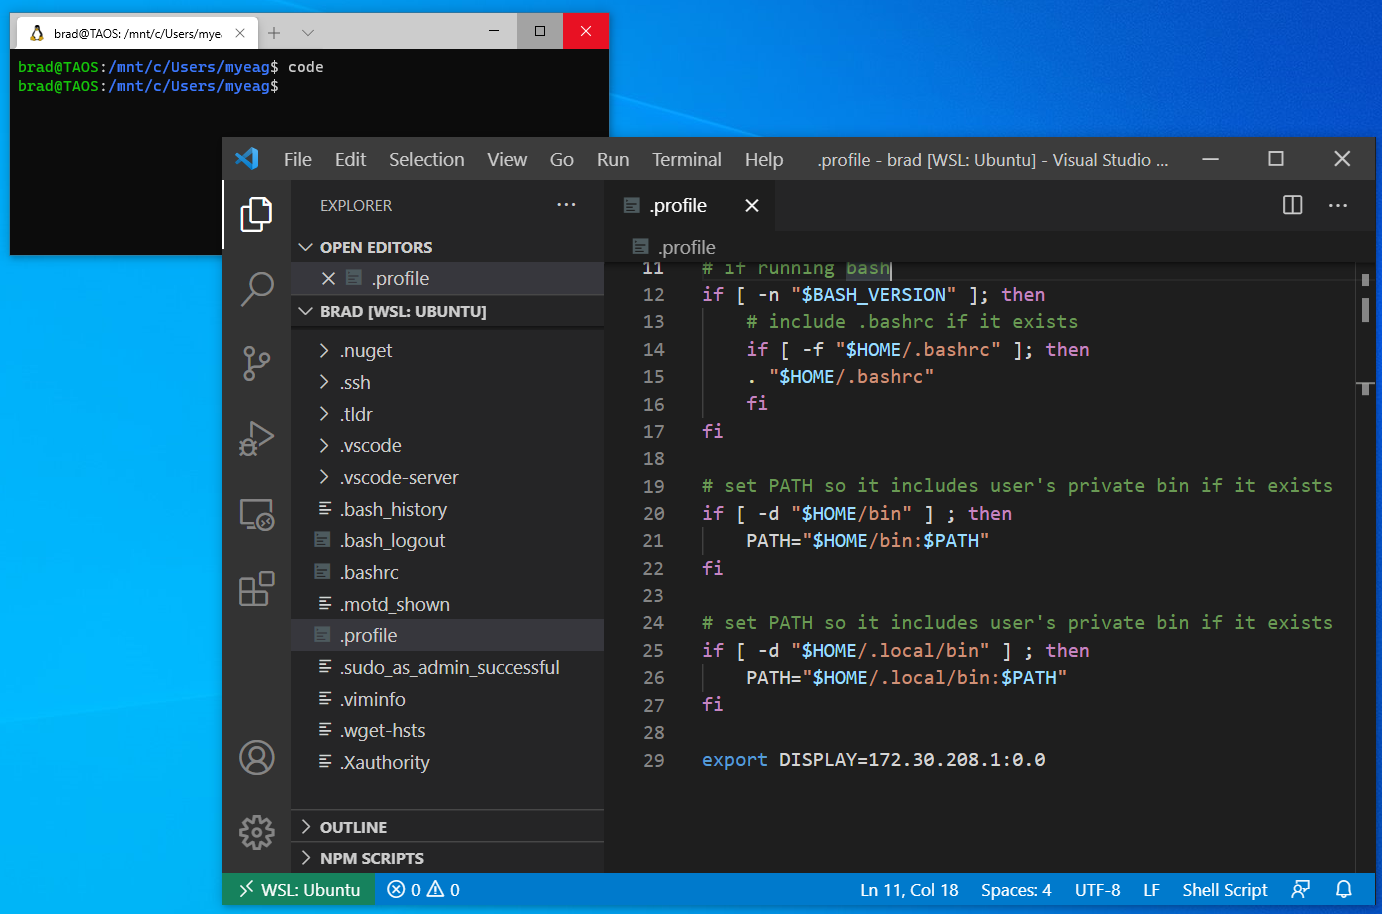 brad@TAOS: /mnt/c/Users/mye
brad@TAOS:/mnt/c/Users/myeag$ code
brad@TAOS:/mnt/c/Users/myeag$
File Edit Selection View Go Run Terminal Help .profile - brad [WSL: Ubuntu] - Visual Studio ...
EXPLORER
OPEN EDITORS
.profile
BRAD [WSL: UBUNTU]
.nuget
.ssh
.tldr
.vscode
.vscode-server
.bash_history
.bash_logout
.bashrc
.motd_shown
.profile
.sudo_as_admin_successful
.viminfo
.wget-hsts
.Xauthority
OUTLINE
NPM SCRIPTS
.profile
.profile
11 # if running bash
12 if [ -n "$BASH_VERSION" ]; then
13     # include .bashrc if it exists
14     if [ -f "$HOME/.bashrc" ]; then
15     . "$HOME/.bashrc"
16     fi
17 fi
18
19 # set PATH so it includes user's private bin if it exists
20 if [ -d "$HOME/bin" ] ; then
21     PATH="$HOME/bin:$PATH"
22 fi
23
24 # set PATH so it includes user's private bin if it exists
25 if [ -d "$HOME/.local/bin" ] ; then
26     PATH="$HOME/.local/bin:$PATH"
27 fi
28
29 export DISPLAY=172.30.208.1:0.0
WSL: Ubuntu 0 0 Ln 11, Col 18 Spaces: 4 UTF-8 LF Shell Script